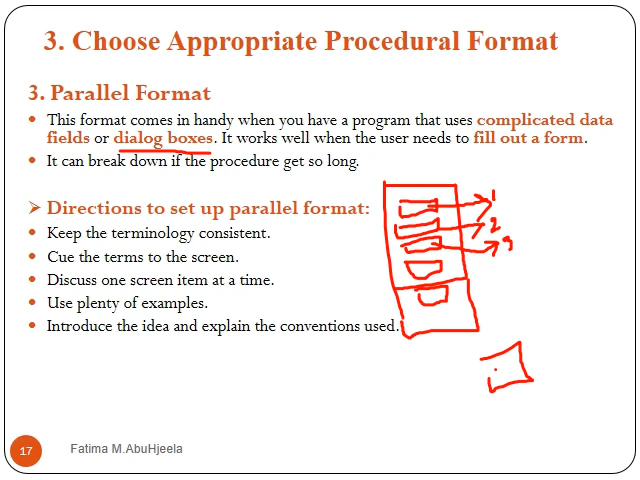 3. Choose Appropriate Procedural Format
3. Parallel Format
• This format comes in handy when you have a program that uses complicated data
fields or dialog boxes. It works well when the user needs to fill out a form.
• It can break down if the procedure get so long.
➢ Directions to set up parallel format:
• Keep the terminology consistent.
• Cue the terms to the screen.
• Discuss one screen item at a time.
• Use plenty of examples.
• Introduce the idea and explain the conventions used.
1
2
3
17
Fatima M.AbuHjeela